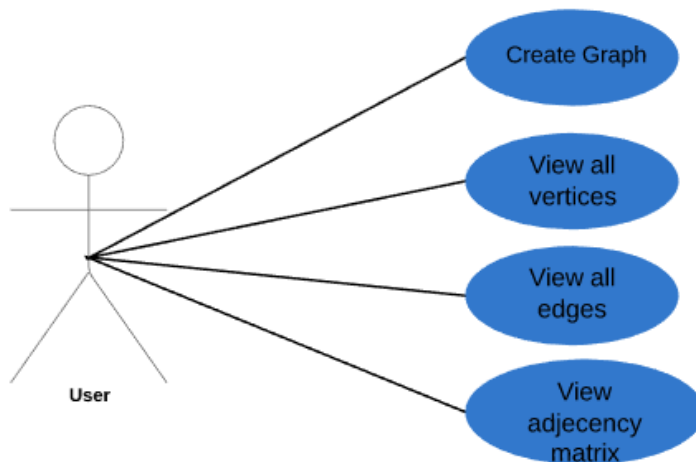 Create Graph
View all
vertices
View all
edges
User
View
adjecency
matrix